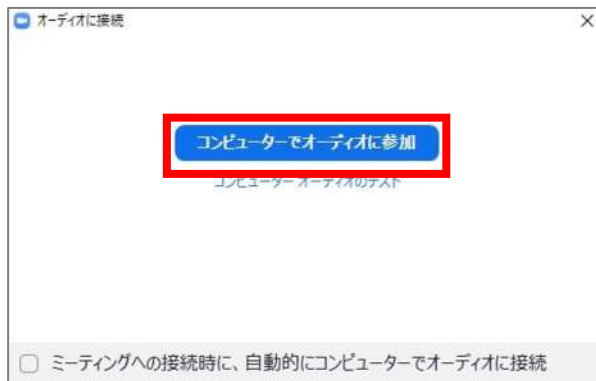 オーディオに接続
コンピューターでオーディオに参加
コンピューター オーディオのテスト
ミーティングへの接続時に、自動的にコンピューターでオーディオに接続